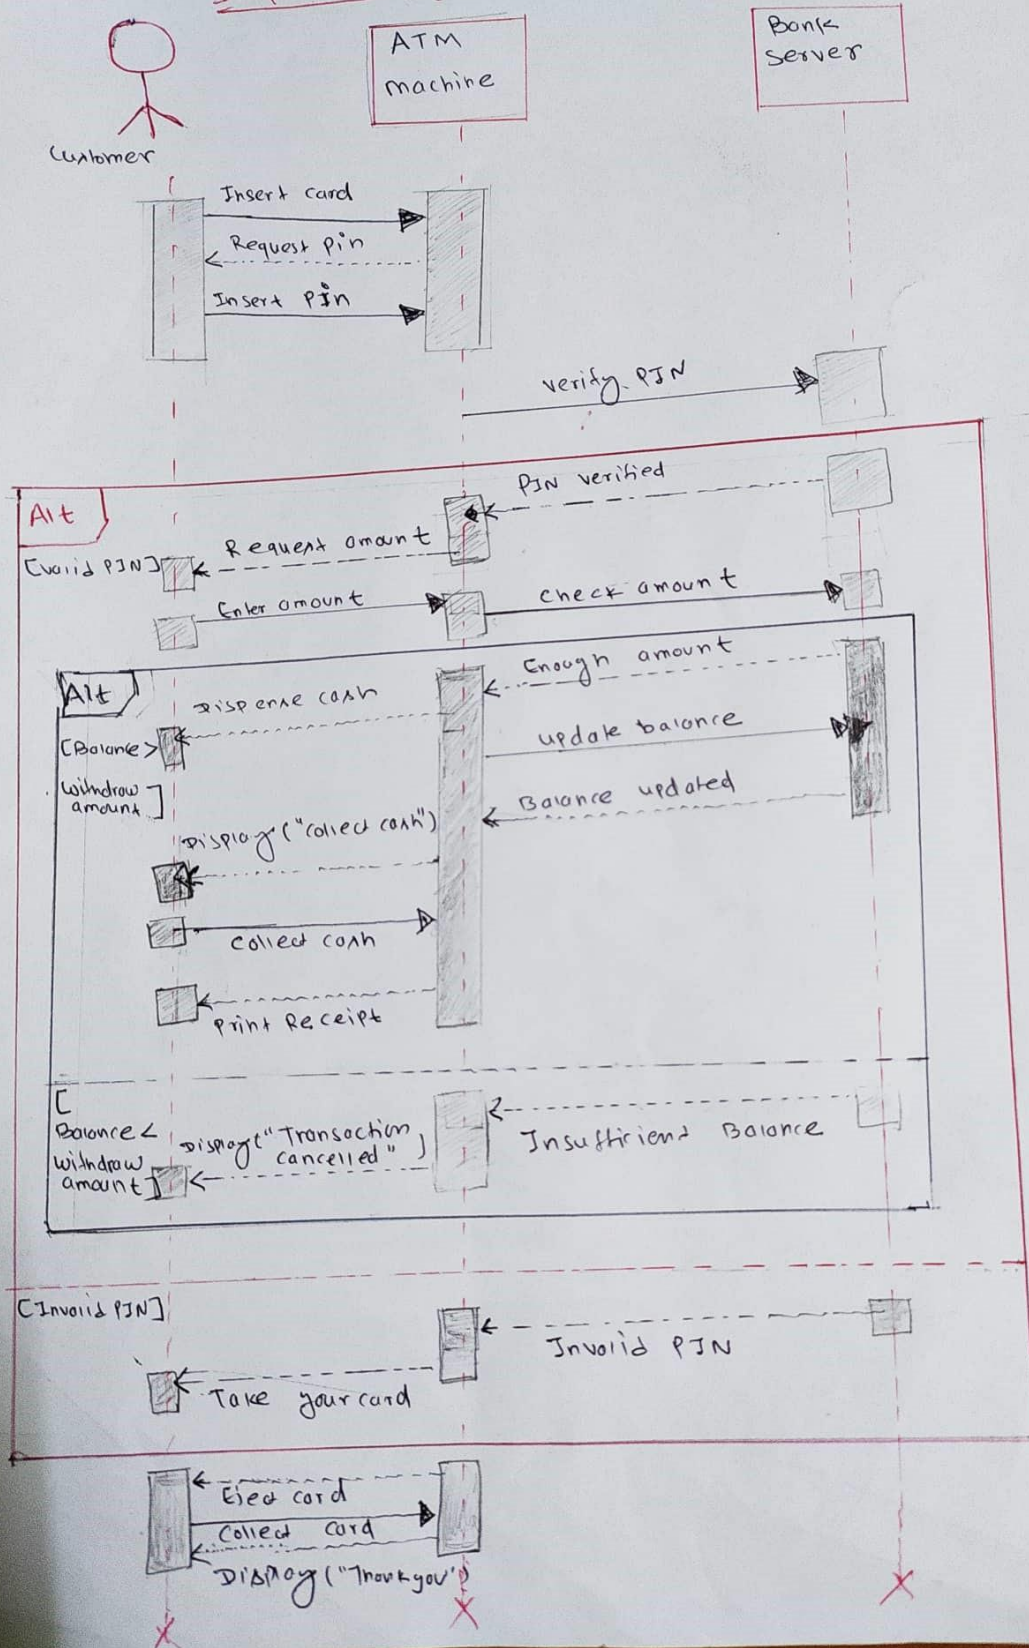 ATM
machine
Bank
server
Customer
Insert card
Request pin
Insert PIN
verify PIN
Alt
PIN verified
[valid PIN]
Request amount
Enter amount
check amount
Alt
Enough amount
Dispense cash
[Balance >
withdraw
amount]
update balance
Balance updated
Display("collect cash")
collect cash
Print Receipt
[
Balance <
withdraw
amount]
Insufficient Balance
Display("Transaction
cancelled")
[Invalid PIN]
Invalid PIN
Take your card
Eject card
Collect card
Display("Thankyou")